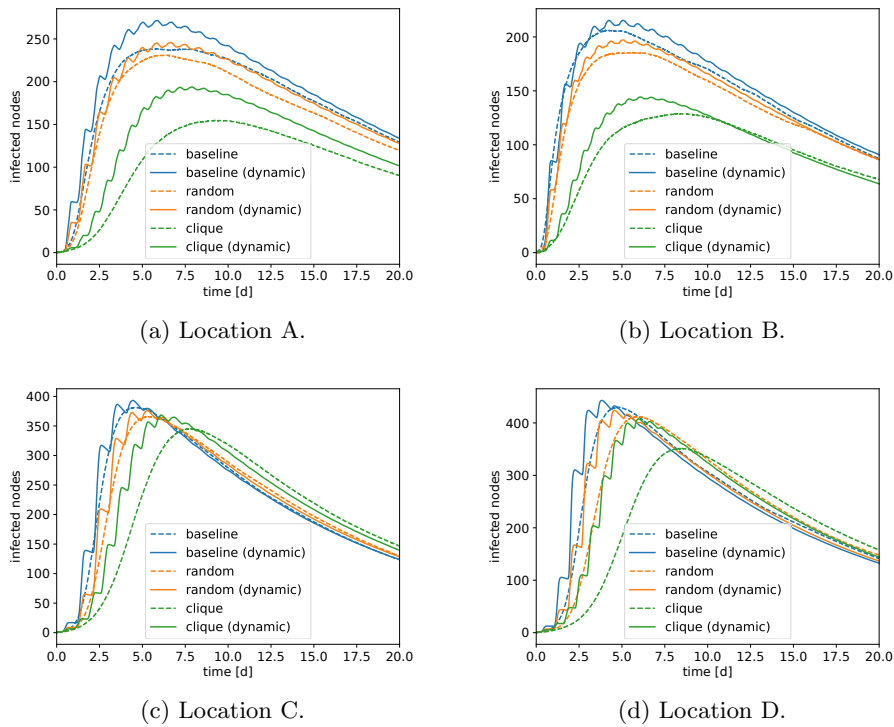 infected nodes
250
200
150
100
50
0
baseline
baseline (dynamic)
random
random (dynamic)
clique
clique (dynamic)
0.0 2.5 5.0 7.5 10.0 12.5 15.0 17.5 20.0
time [d]
(a) Location A.
infected nodes
200
150
100
50
0
baseline
baseline (dynamic)
random
random (dynamic)
clique
clique (dynamic)
0.0 2.5 5.0 7.5 10.0 12.5 15.0 17.5 20.0
time [d]
(b) Location B.
infected nodes
400
350
300
250
200
150
100
50
0
baseline
baseline (dynamic)
random
random (dynamic)
clique
clique (dynamic)
0.0 2.5 5.0 7.5 10.0 12.5 15.0 17.5 20.0
time [d]
(c) Location C.
infected nodes
400
300
200
100
0
baseline
baseline (dynamic)
random
random (dynamic)
clique
clique (dynamic)
0.0 2.5 5.0 7.5 10.0 12.5 15.0 17.5 20.0
time [d]
(d) Location D.